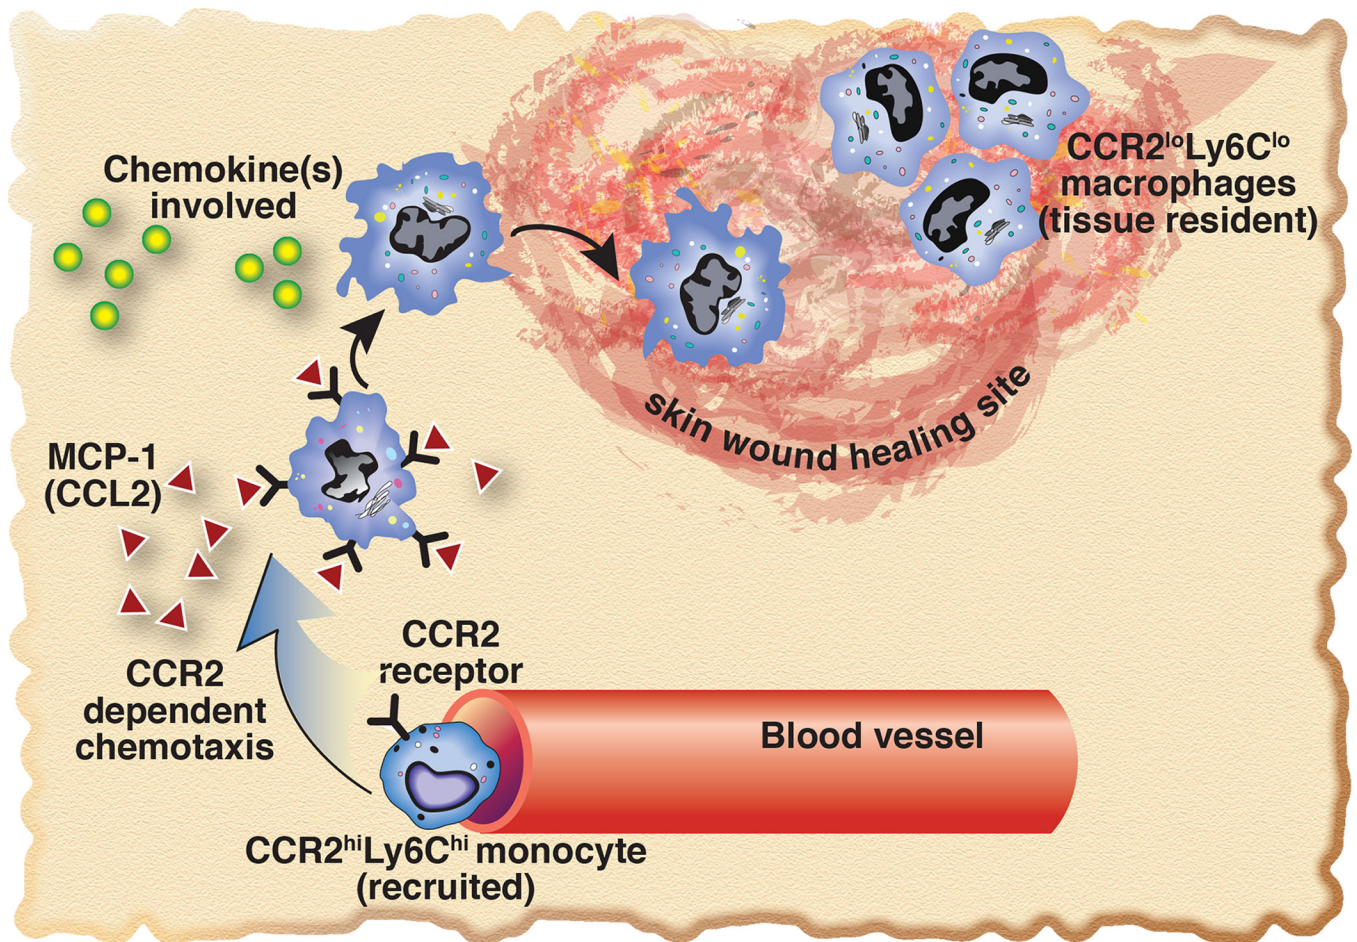 Chemokine(s)
involved
CCR2loLy6Clo
macrophages
(tissue resident)
skin wound healing site
MCP-1
(CCL2)
CCR2
receptor
CCR2
dependent
chemotaxis
Blood vessel
CCR2hiLy6Chi monocyte
(recruited)